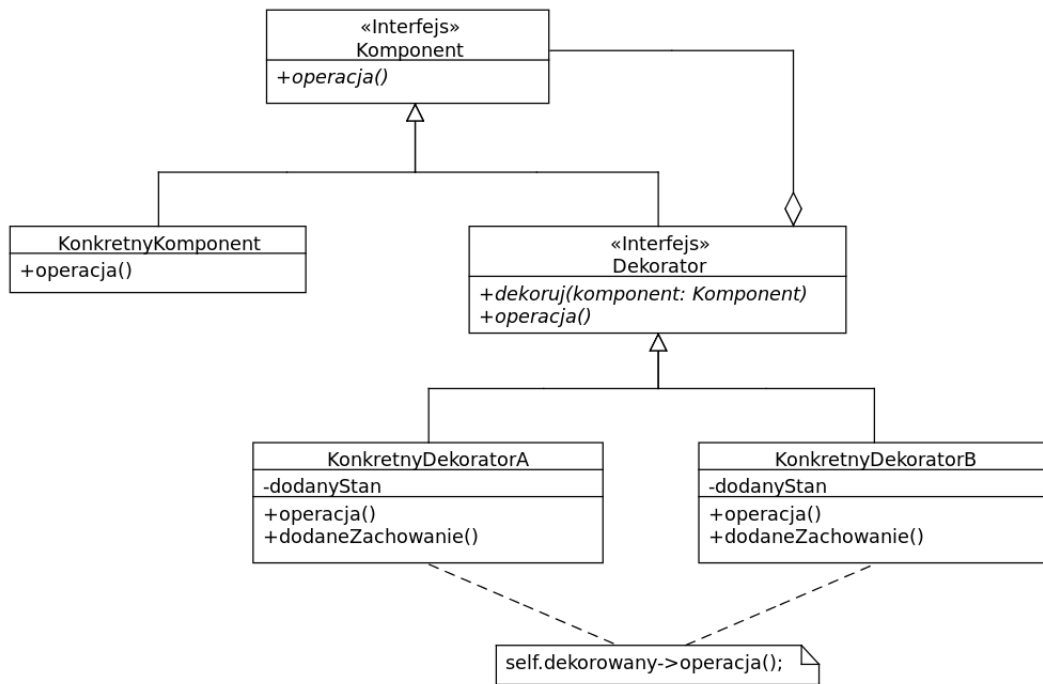 «Interfejs»
Komponent
+operacja()
KonkretnyKomponent
+operacja()
«Interfejs»
Dekorator
+dekoruj(komponent: Komponent)
+operacja()
KonkretnyDekoratorA
-dodanyStan
+operacja()
+dodaneZachowanie()
KonkretnyDekoratorB
-dodanyStan
+operacja()
+dodaneZachowanie()
self.dekorowany->operacja();